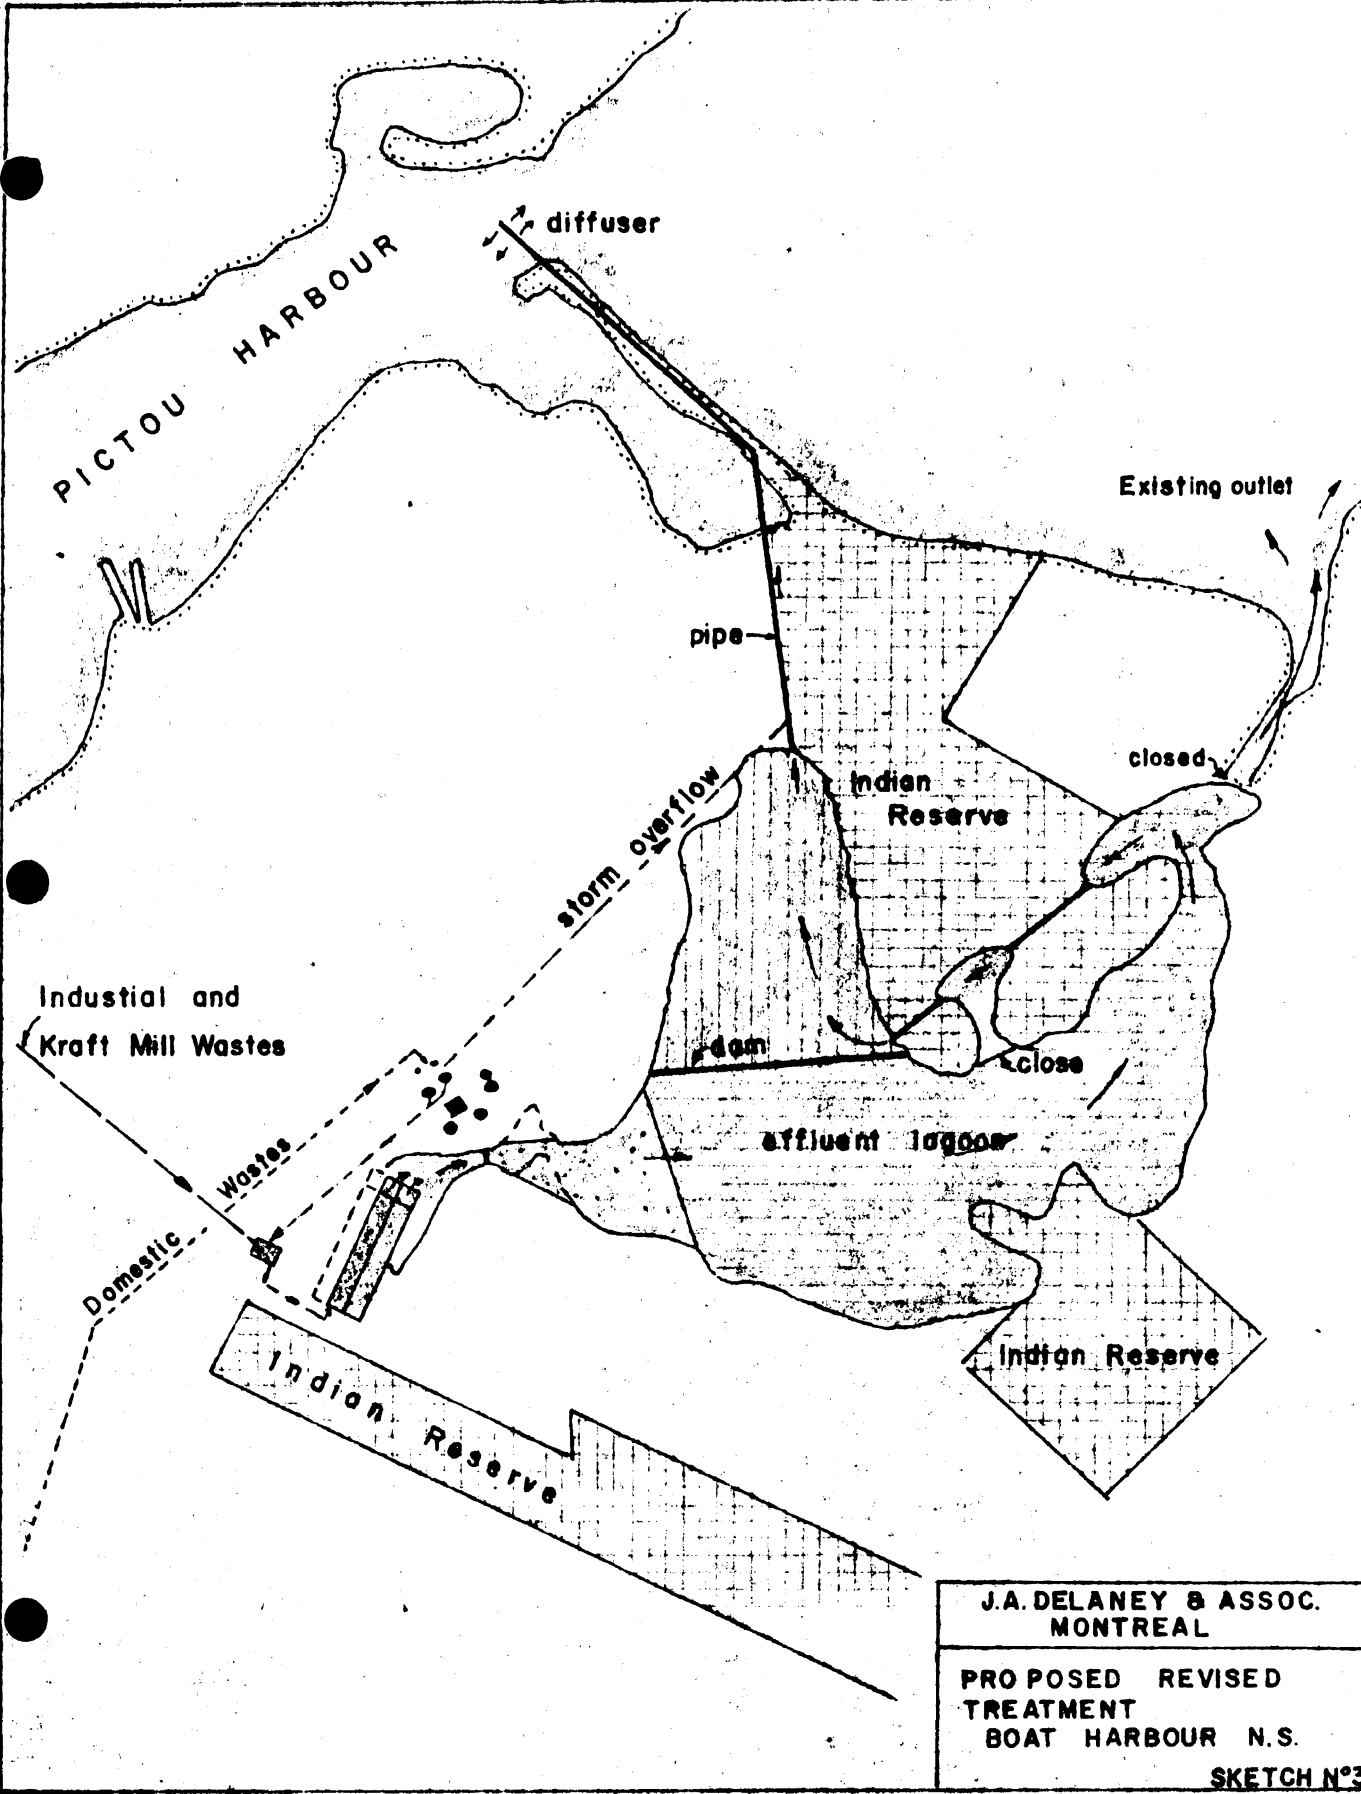 diffuser
PICTOU HARBOUR
Existing outlet
pipe
closed
Indian
Reserve
storm overflow
Industial and
Kraft Mill Wastes
dam
close
effluent lagoon
Domestic Wastes
Indian Reserve
Indian Reserve
J.A. DELANEY & ASSOC.
MONTREAL
PROPOSED REVISED
TREATMENT
BOAT HARBOUR N.S.
SKETCH Nº3